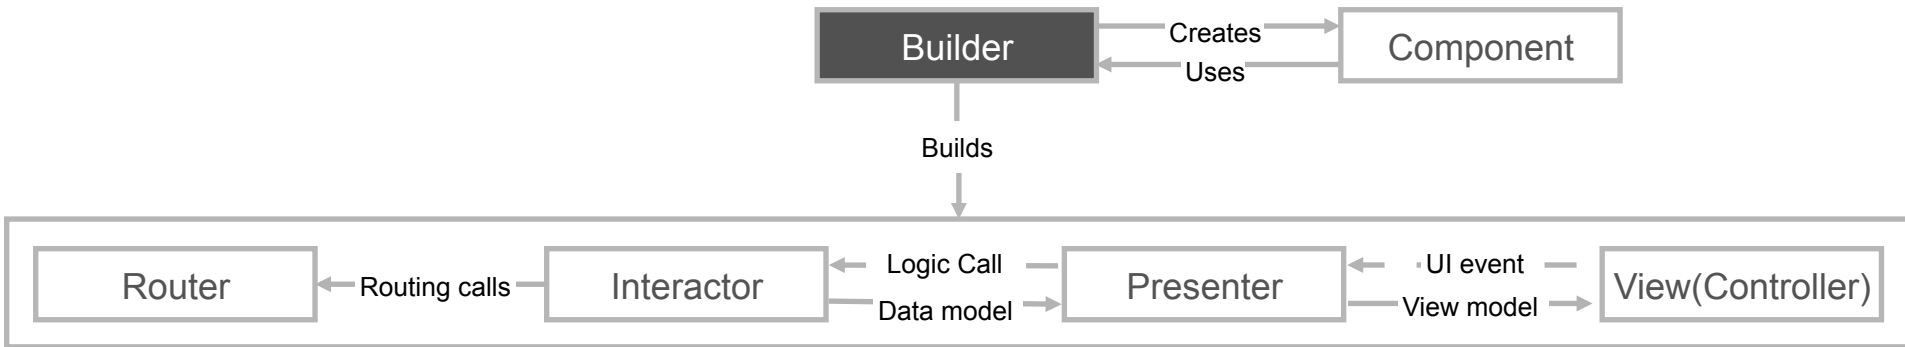 Builder
Creates
Uses
Component
Builds
Router
Routing calls
Interactor
Logic Call
Data model
Presenter
UI event
View model
View(Controller)